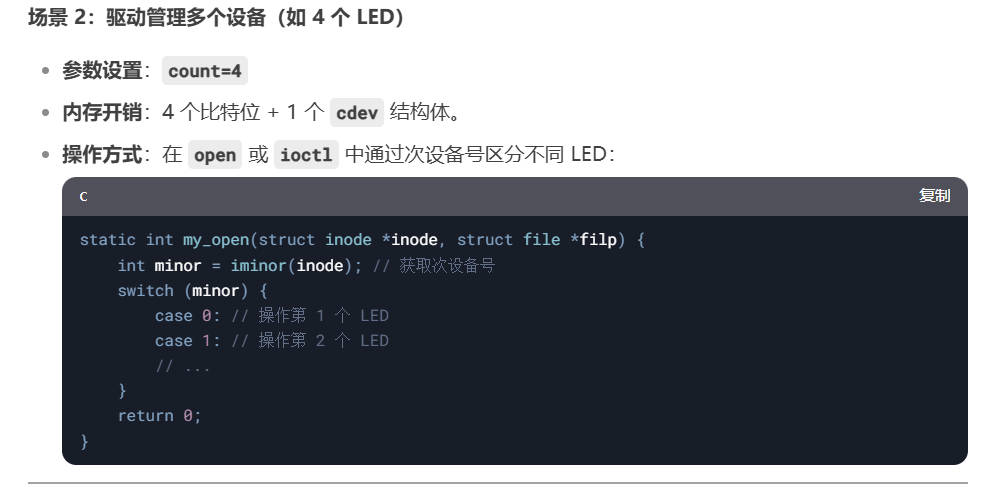 场景 2：驱动管理多个设备（如 4 个 LED）
参数设置：count=4
内存开销：4 个比特位 + 1 个 cdev 结构体。
操作方式：在 open 或 ioctl 中通过次设备号区分不同 LED：
c 复制
static int my_open(struct inode *inode, struct file *filp) {
    int minor = iminor(inode); // 获取次设备号
    switch (minor) {
        case 0: // 操作第 1 个 LED
        case 1: // 操作第 2 个 LED
        // ...
    }
    return 0;
}